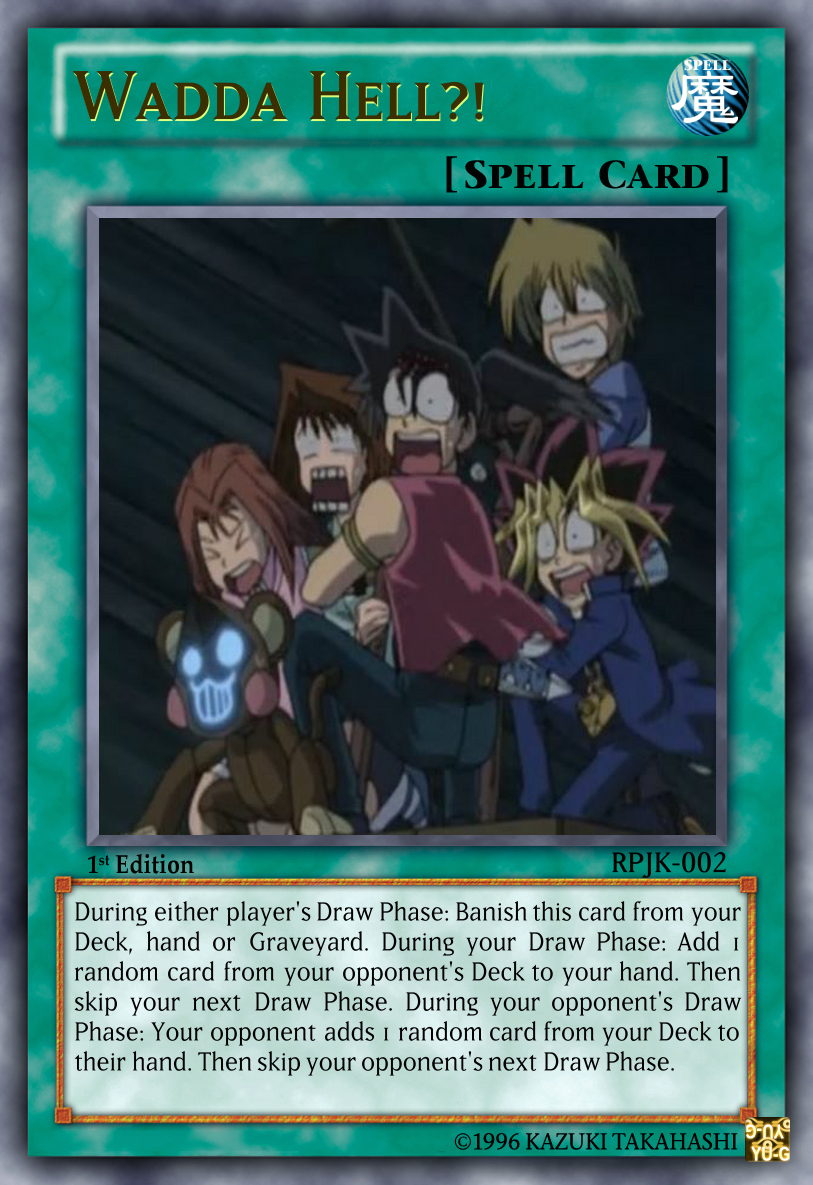 WADDA HELL?!
SPELL
魔
[SPELL CARD]
1st Edition
RPJK-002
During either player's Draw Phase: Banish this card from your
Deck, hand or Graveyard. During your Draw Phase: Add 1
random card from your opponent's Deck to your hand. Then
skip your next Draw Phase. During your opponent's Draw
Phase: Your opponent adds 1 random card from your Deck to
their hand. Then skip your opponent's next Draw Phase.
©1996 KAZUKI TAKAHASHI